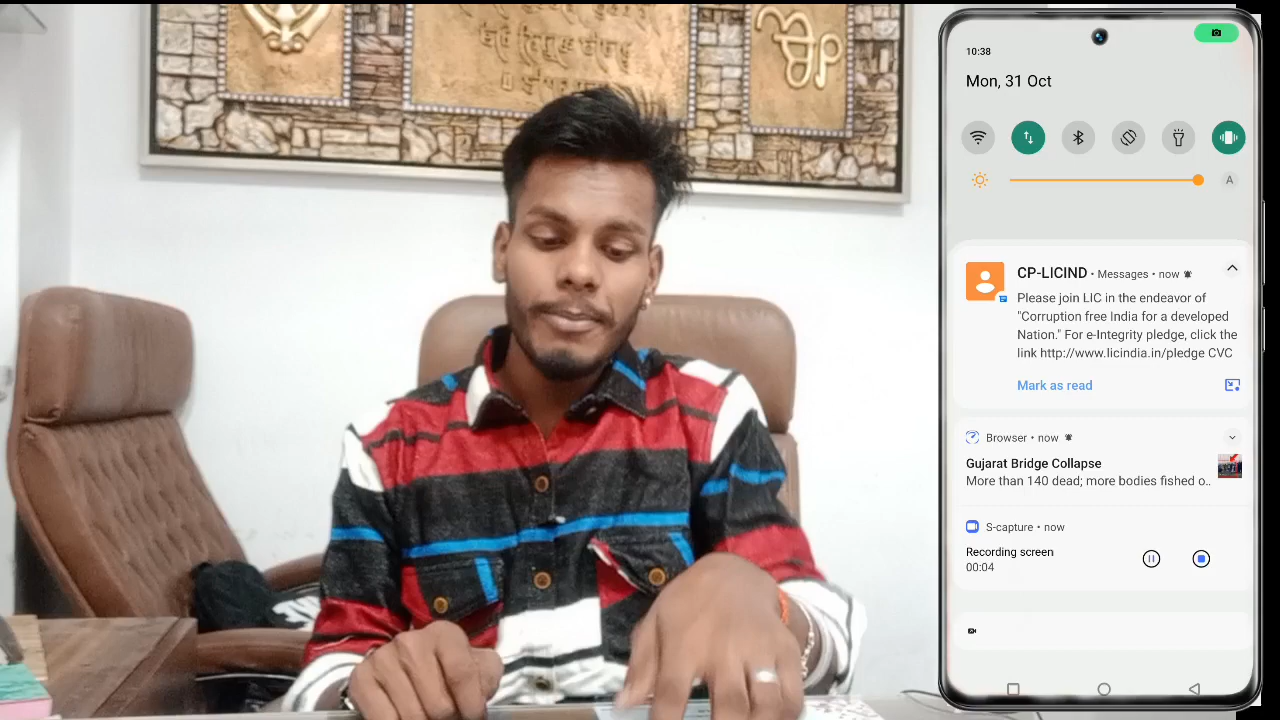 10:38
Mon, 31 Oct
A
CP-LICIND • Messages • now
Please join LIC in the endeavor of
"Corruption free India for a developed
Nation." For e-Integrity pledge, click the
link http://www.licindia.in/pledge CVC
Mark as read
Browser • now
Gujarat Bridge Collapse
More than 140 dead; more bodies fished o..
S-capture • now
Recording screen
00:04